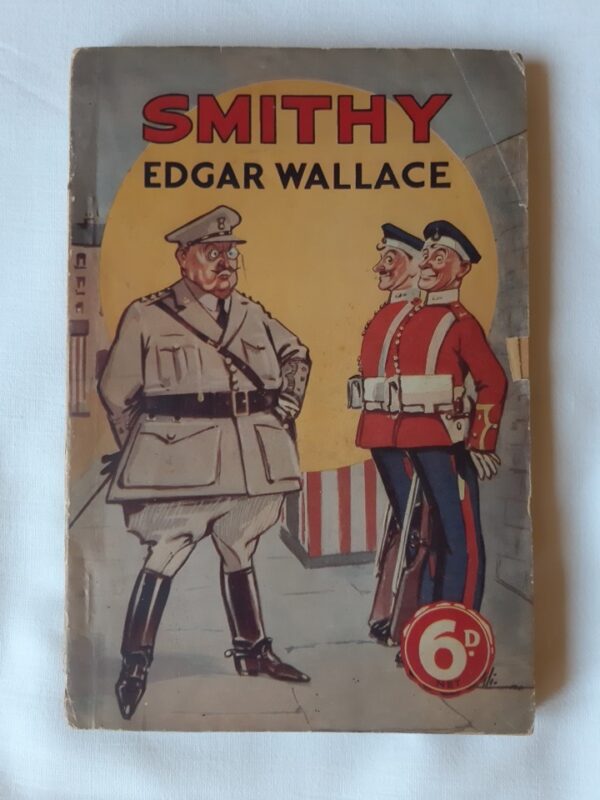 SMITHY
EDGAR WALLACE
6D.
NET